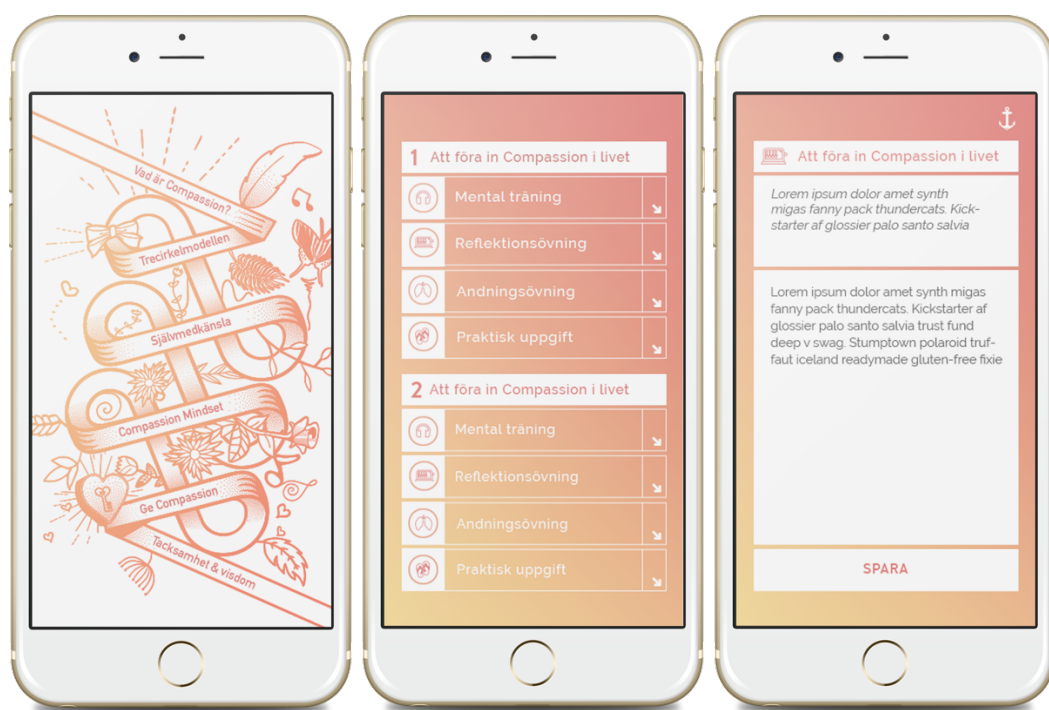 Vad är Compassion?
Trecirkelmodellen
Självmedkänsla
Compassion Mindset
Ge Compassion
Tacksamhet & visdom
1 Att föra in Compassion i livet
Mental träning
Reflektionsövning
Andningsövning
Praktisk uppgift
2 Att föra in Compassion i livet
Mental träning
Reflektionsövning
Andningsövning
Praktisk uppgift
Att föra in Compassion i livet
Lorem ipsum dolor amet synth
migas fanny pack thundercats. Kick-
starter af glossier palo santo salvia
Lorem ipsum dolor amet synth migas
fanny pack thundercats. Kickstarter af
glossier palo santo salvia trust fund
deep v swag. Stumptown polaroid truf-
faut iceland readymade gluten-free fixie
SPARA